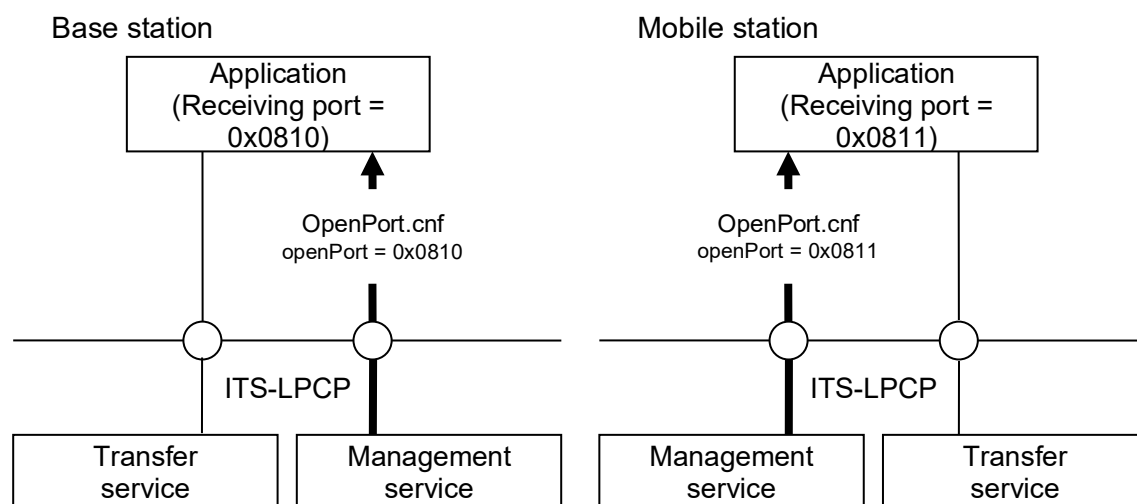 Base station
Application
(Receiving port =
0x0810)
OpenPort.cnf
openPort = 0x0810
ITS-LPCP
Transfer
service
Management
service
Mobile station
Application
(Receiving port =
0x0811)
OpenPort.cnf
openPort = 0x0811
ITS-LPCP
Management
service
Transfer
service